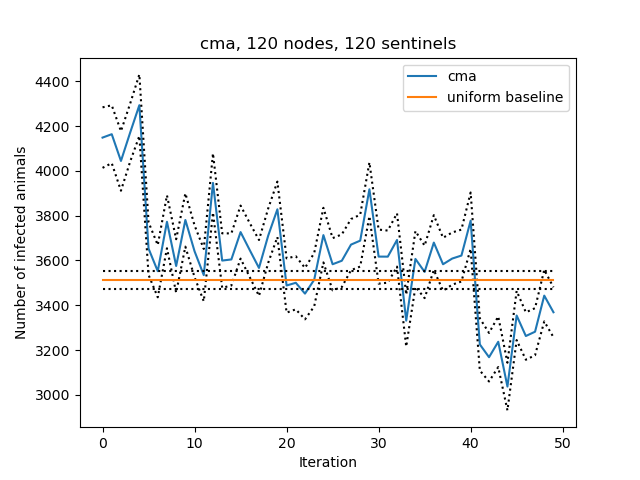 cma, 120 nodes, 120 sentinels
cma
uniform baseline
Number of infected animals
4400
4200
4000
3800
3600
3400
3200
3000
0 10 20 30 40 50
Iteration